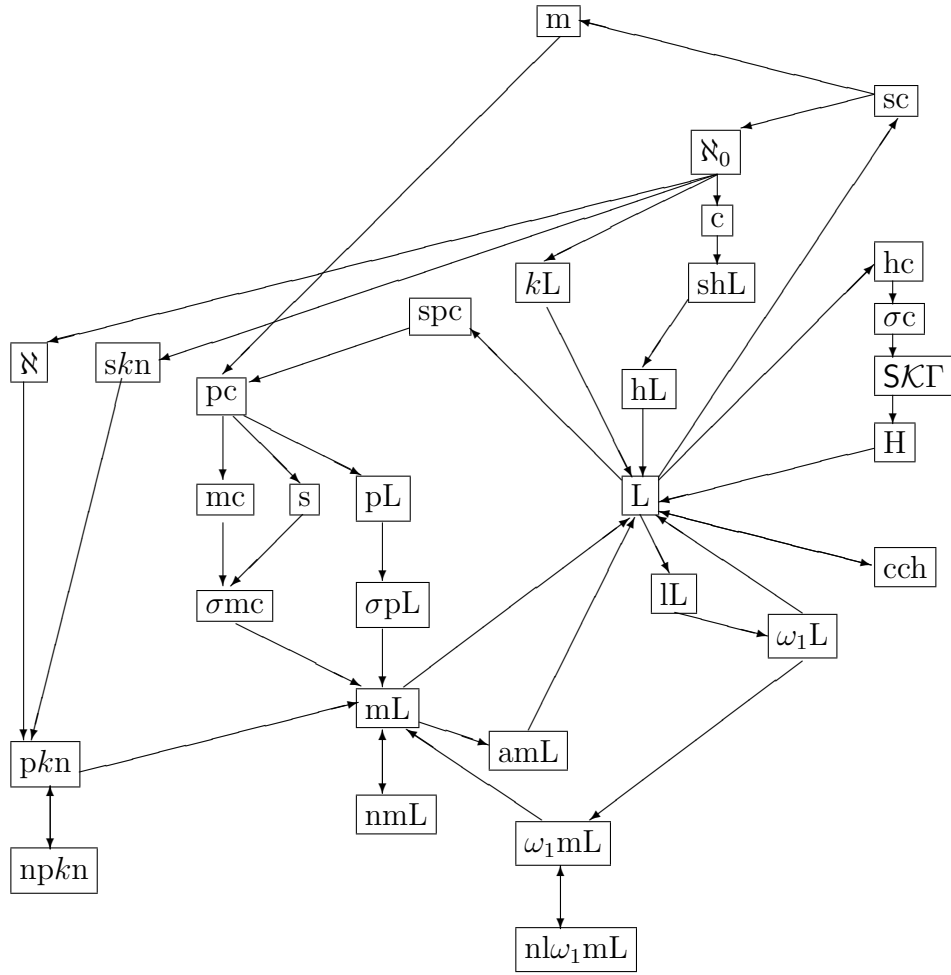 m
sc
ℵ₀
c
kL
shL
hc
spc
σc
ℵ
skn
pc
hL
S𝒦Γ
H
mc
s
pL
L
cch
σmc
σpL
lL
ω₁L
mL
pkn
amL
nmL
ω₁mL
npkn
nlω₁mL